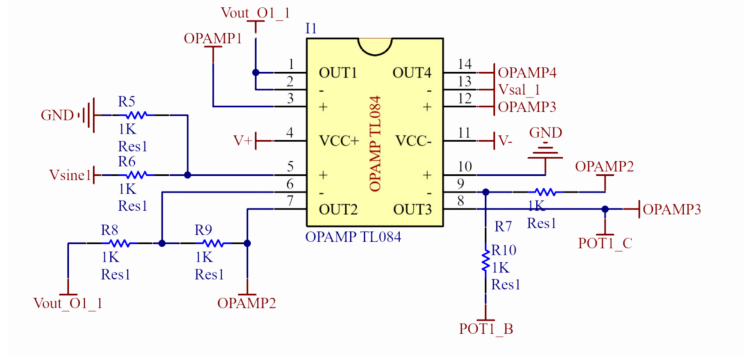 Vout_O1_1
I1
OPAMP1
1
OUT1
OUT4
14
OPAMP4
2
-
-
13
Vsal_1
3
+
+
12
OPAMP3
R5
GND
1K
Res1
V+
4
VCC+
OPAMP TL084
VCC-
11
V-
GND
R6
Vsine1
1K
Res1
5
+
+
10
6
-
-
9
OPAMP2
1K
Res1
7
OUT2
OUT3
8
OPAMP3
R8
1K
Res1
R9
1K
Res1
OPAMP TL084
R7
POT1_C
R10
1K
Res1
Vout_O1_1
OPAMP2
POT1_B